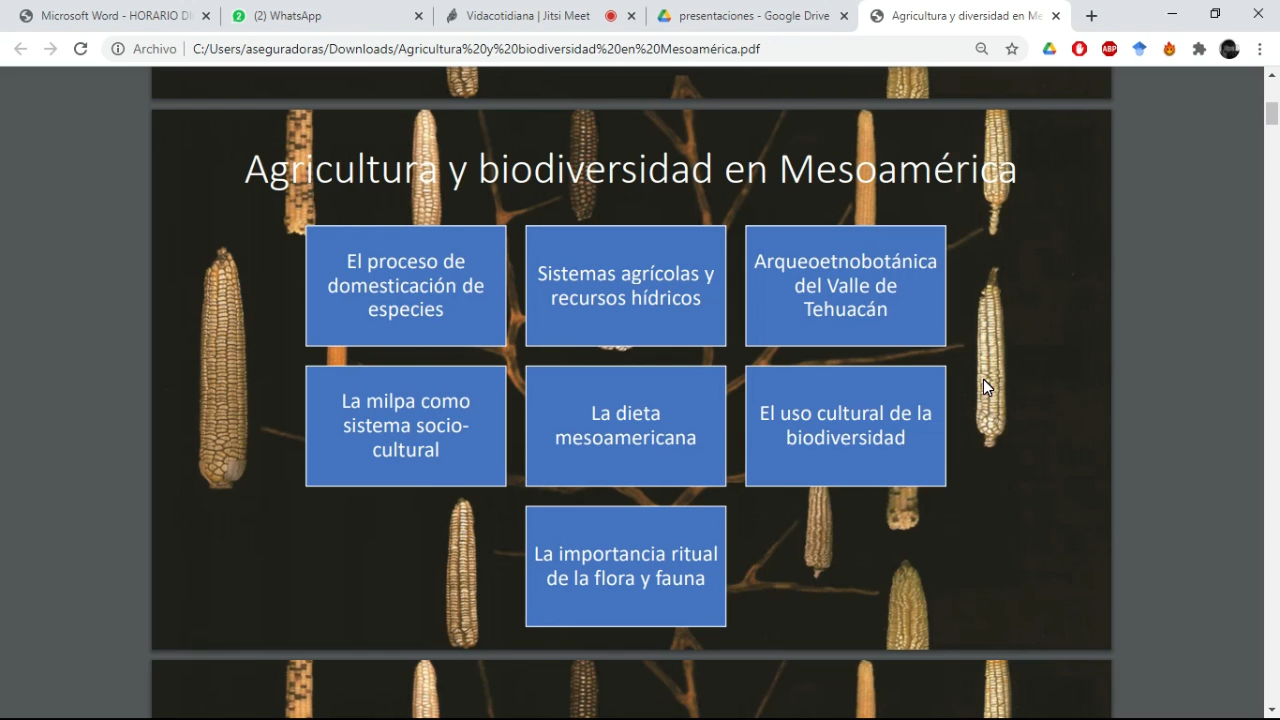 Microsoft Word - HORARIO DI
(2) WhatsApp
Vidacotidiana | Jitsi Meet
presentaciones - Google Drive
Agricultura y diversidad en Me
Archivo
C:/Users/aseguradoras/Downloads/Agricultura%20y%20biodiversidad%20en%20Mesoamérica.pdf
ABP
Agricultura y biodiversidad en Mesoamérica
El proceso de
domesticación de
especies
Sistemas agrícolas y
recursos hídricos
Arqueoetnobotánica
del Valle de
Tehuacán
La milpa como
sistema socio-
cultural
La dieta
mesoamericana
El uso cultural de la
biodiversidad
La importancia ritual
de la flora y fauna